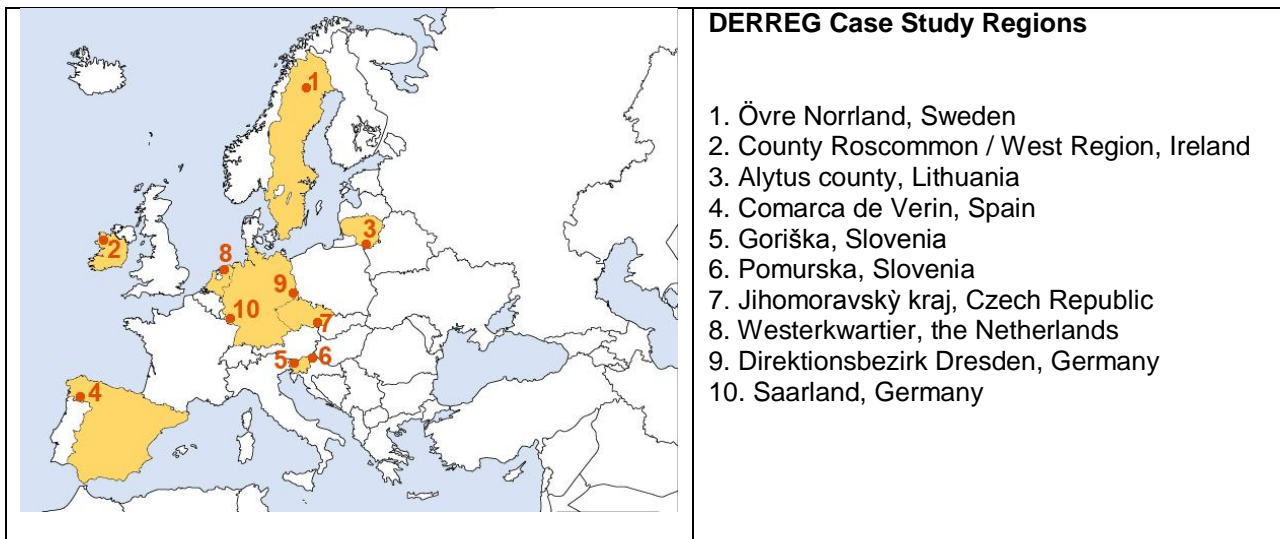 DERREG Case Study Regions
1. Övre Norrland, Sweden
2. County Roscommon / West Region, Ireland
3. Alytus county, Lithuania
4. Comarca de Verin, Spain
5. Goriška, Slovenia
6. Pomurska, Slovenia
7. Jihomoravskỳ kraj, Czech Republic
8. Westerkwartier, the Netherlands
9. Direktionsbezirk Dresden, Germany
10. Saarland, Germany
1
2
3
8
9
10
7
5
6
4